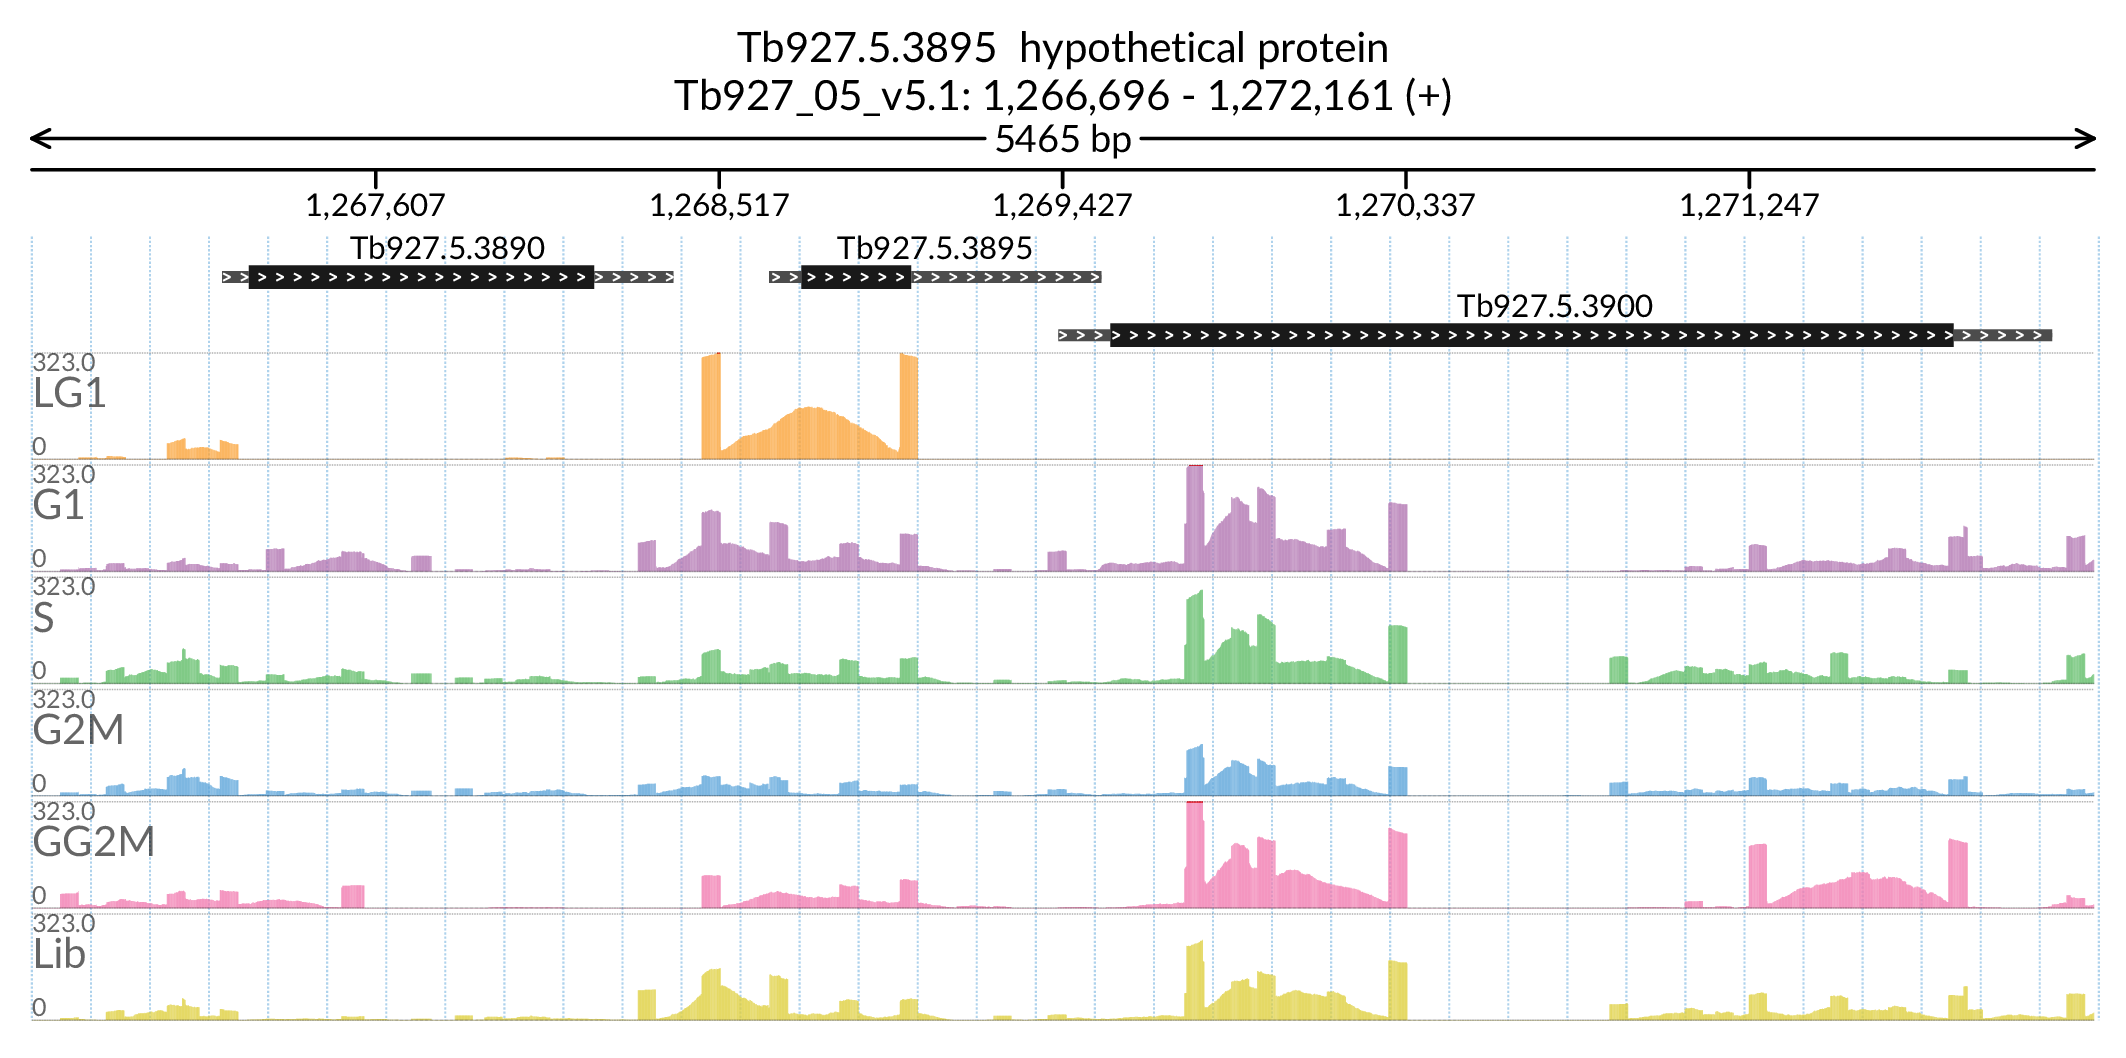 Tb927.5.3895 hypothetical protein
Tb927_05_v5.1: 1,266,696 - 1,272,161 (+)
5465 bp
1,267,607 1,268,517 1,269,427 1,270,337 1,271,247
Tb927.5.3890 Tb927.5.3895
Tb927.5.3900
323.0
LG1
0
323.0
G1
0
323.0
S
0
323.0
G2M
0
323.0
GG2M
0
323.0
Lib
0